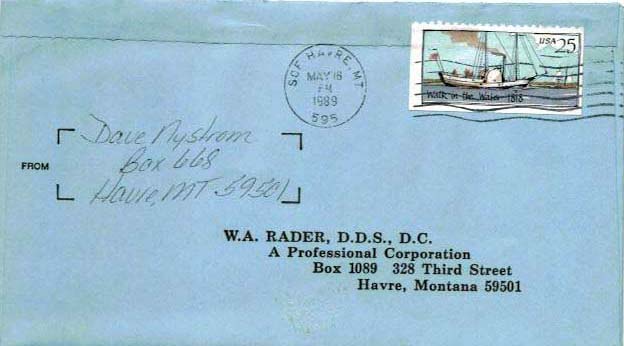 SCF HAVRE, MT
MAY 16
PM
1989
595
USA 25
Walk in the Water 1818
FROM
Dave Nystrom
Box 668
Havre, MT 59501
W.A. RADER, D.D.S., D.C.
A Professional Corporation
Box 1089 328 Third Street
Havre, Montana 59501